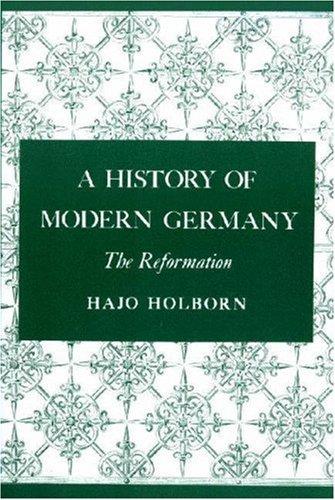 A HISTORY OF
MODERN GERMANY
The Reformation
HAJO HOLBORN